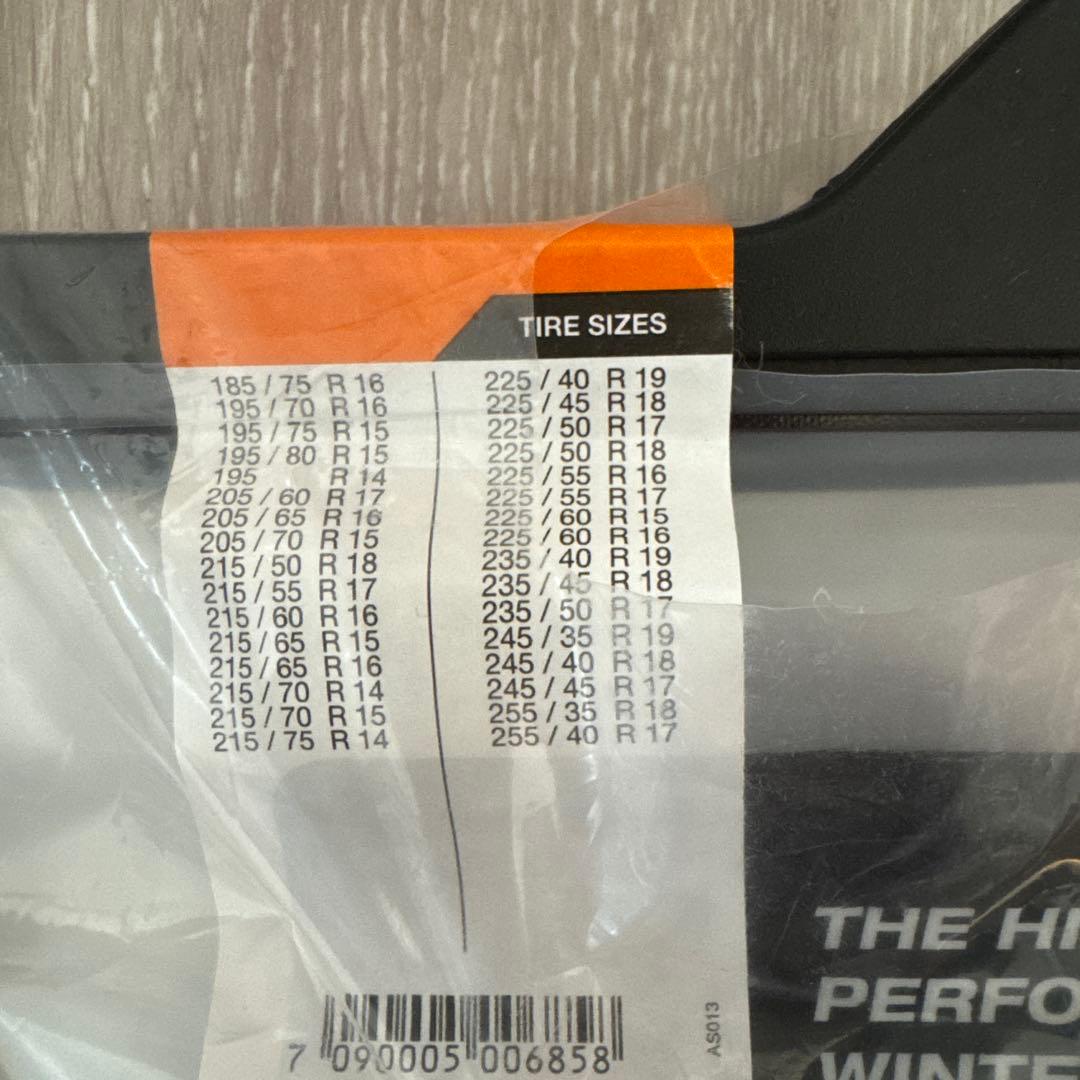 TIRE SIZES
185 / 75 R 16
195 / 70 R 16
195 / 75 R 15
195 / 80 R 15
195 R 14
205 / 60 R 17
205 / 65 R 16
205 / 70 R 15
215 / 50 R 18
215 / 55 R 17
215 / 60 R 16
215 / 65 R 15
215 / 65 R 16
215 / 70 R 14
215 / 70 R 15
215 / 75 R 14
225 / 40 R 19
225 / 45 R 18
225 / 50 R 17
225 / 50 R 18
225 / 55 R 16
225 / 55 R 17
225 / 60 R 15
225 / 60 R 16
235 / 40 R 19
235 / 45 R 18
235 / 50 R 17
245 / 35 R 19
245 / 40 R 18
245 / 45 R 17
255 / 35 R 18
255 / 40 R 17
7 090005 006858
AS013
THE HI
PERFO
WINTE